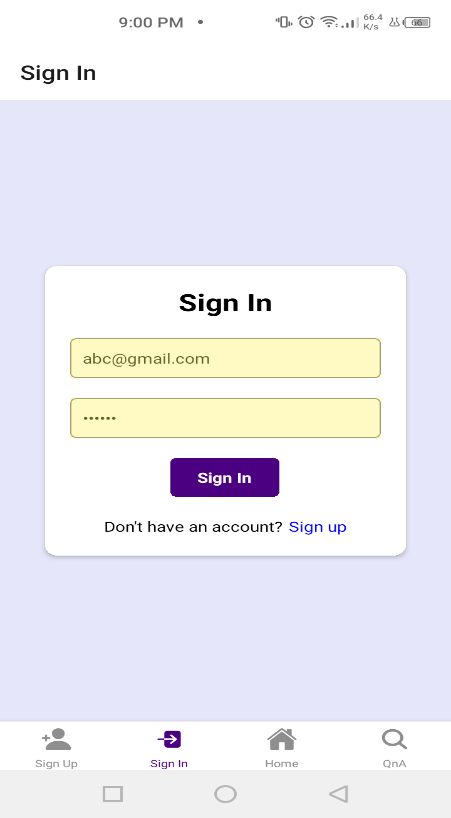 9:00 PM
66.4
K/s
66
Sign In
Sign In
abc@gmail.com
••••••
Sign In
Don't have an account? Sign up
Sign Up
Sign In
Home
QnA